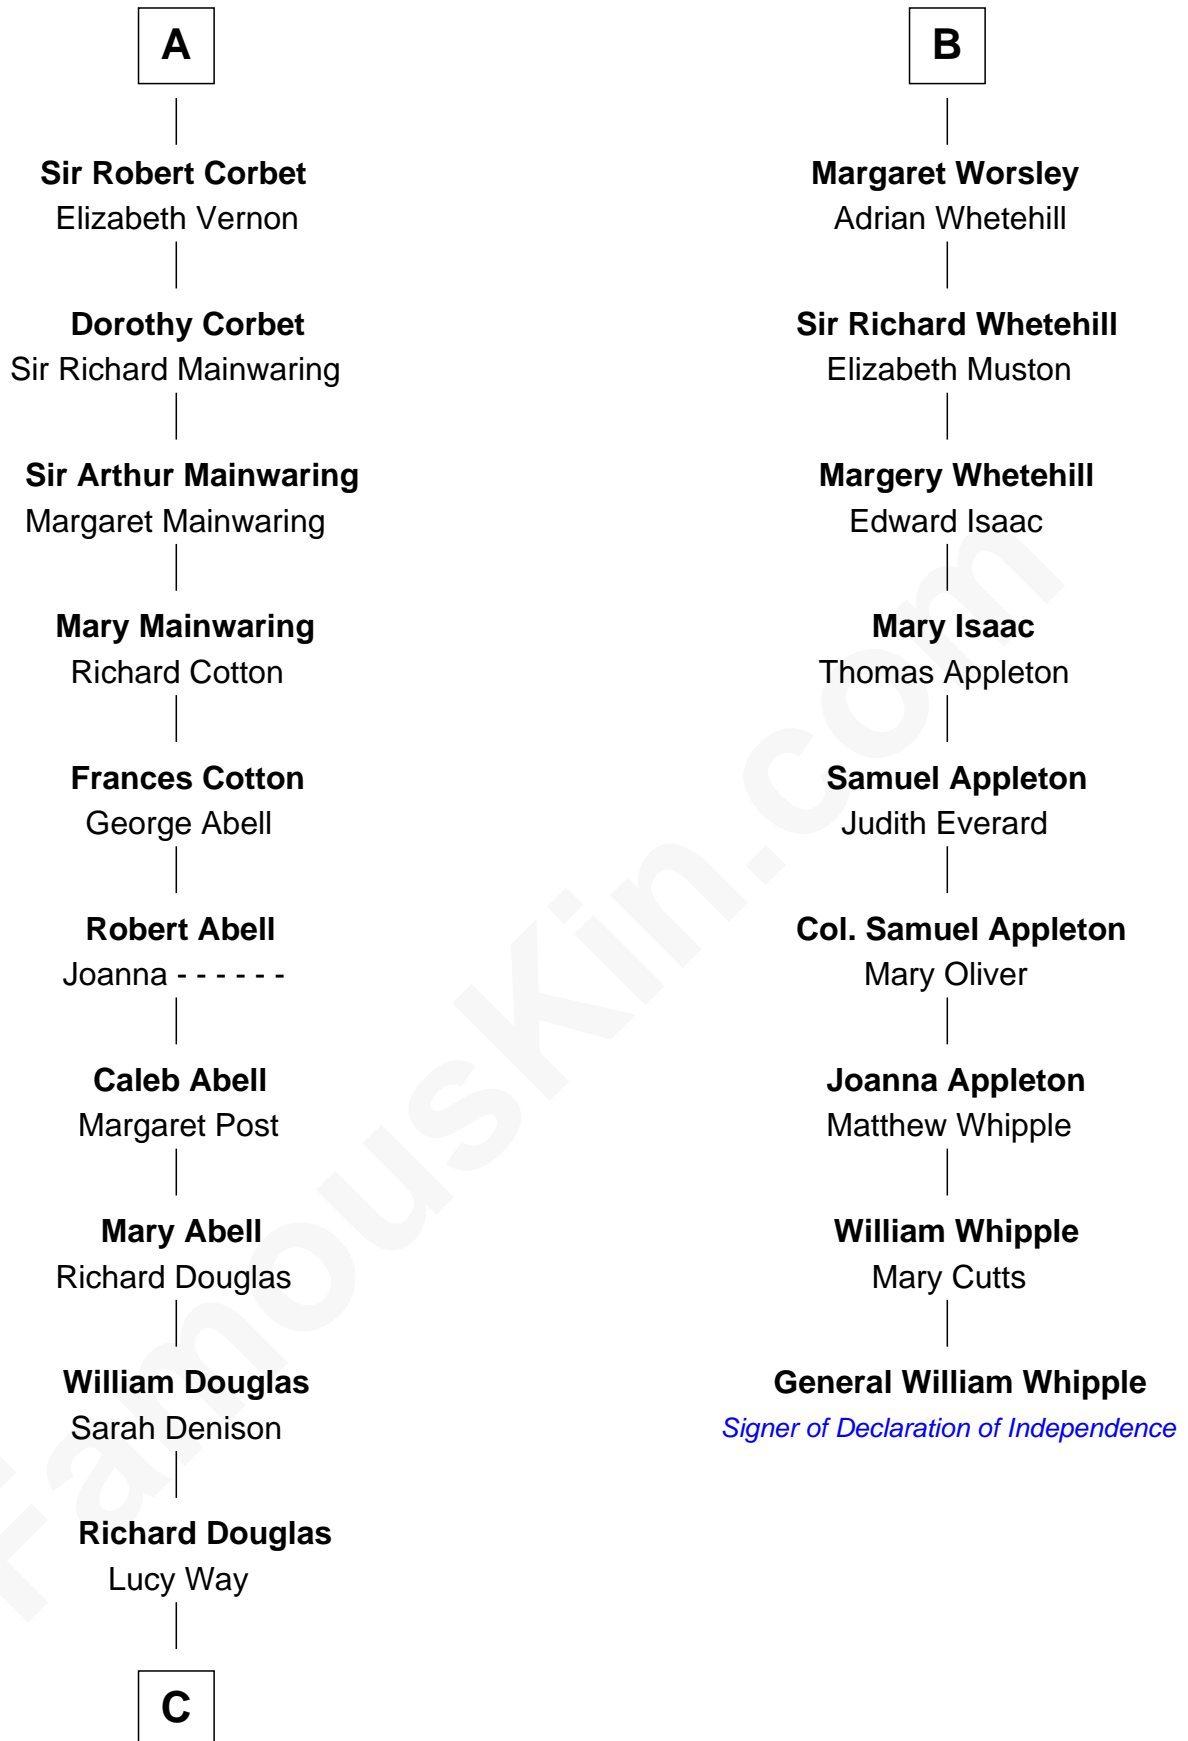 A
Sir Robert Corbet
Elizabeth Vernon
Dorothy Corbet
Sir Richard Mainwaring
Sir Arthur Mainwaring
Margaret Mainwaring
Mary Mainwaring
Richard Cotton
Frances Cotton
George Abell
Robert Abell
Joanna - - - - - -
Caleb Abell
Margaret Post
Mary Abell
Richard Douglas
William Douglas
Sarah Denison
Richard Douglas
Lucy Way
C
B
Margaret Worsley
Adrian Whetehill
Sir Richard Whetehill
Elizabeth Muston
Margery Whetehill
Edward Isaac
Mary Isaac
Thomas Appleton
Samuel Appleton
Judith Everard
Col. Samuel Appleton
Mary Oliver
Joanna Appleton
Matthew Whipple
William Whipple
Mary Cutts
General William Whipple
Signer of Declaration of Independence
FamousKin.com